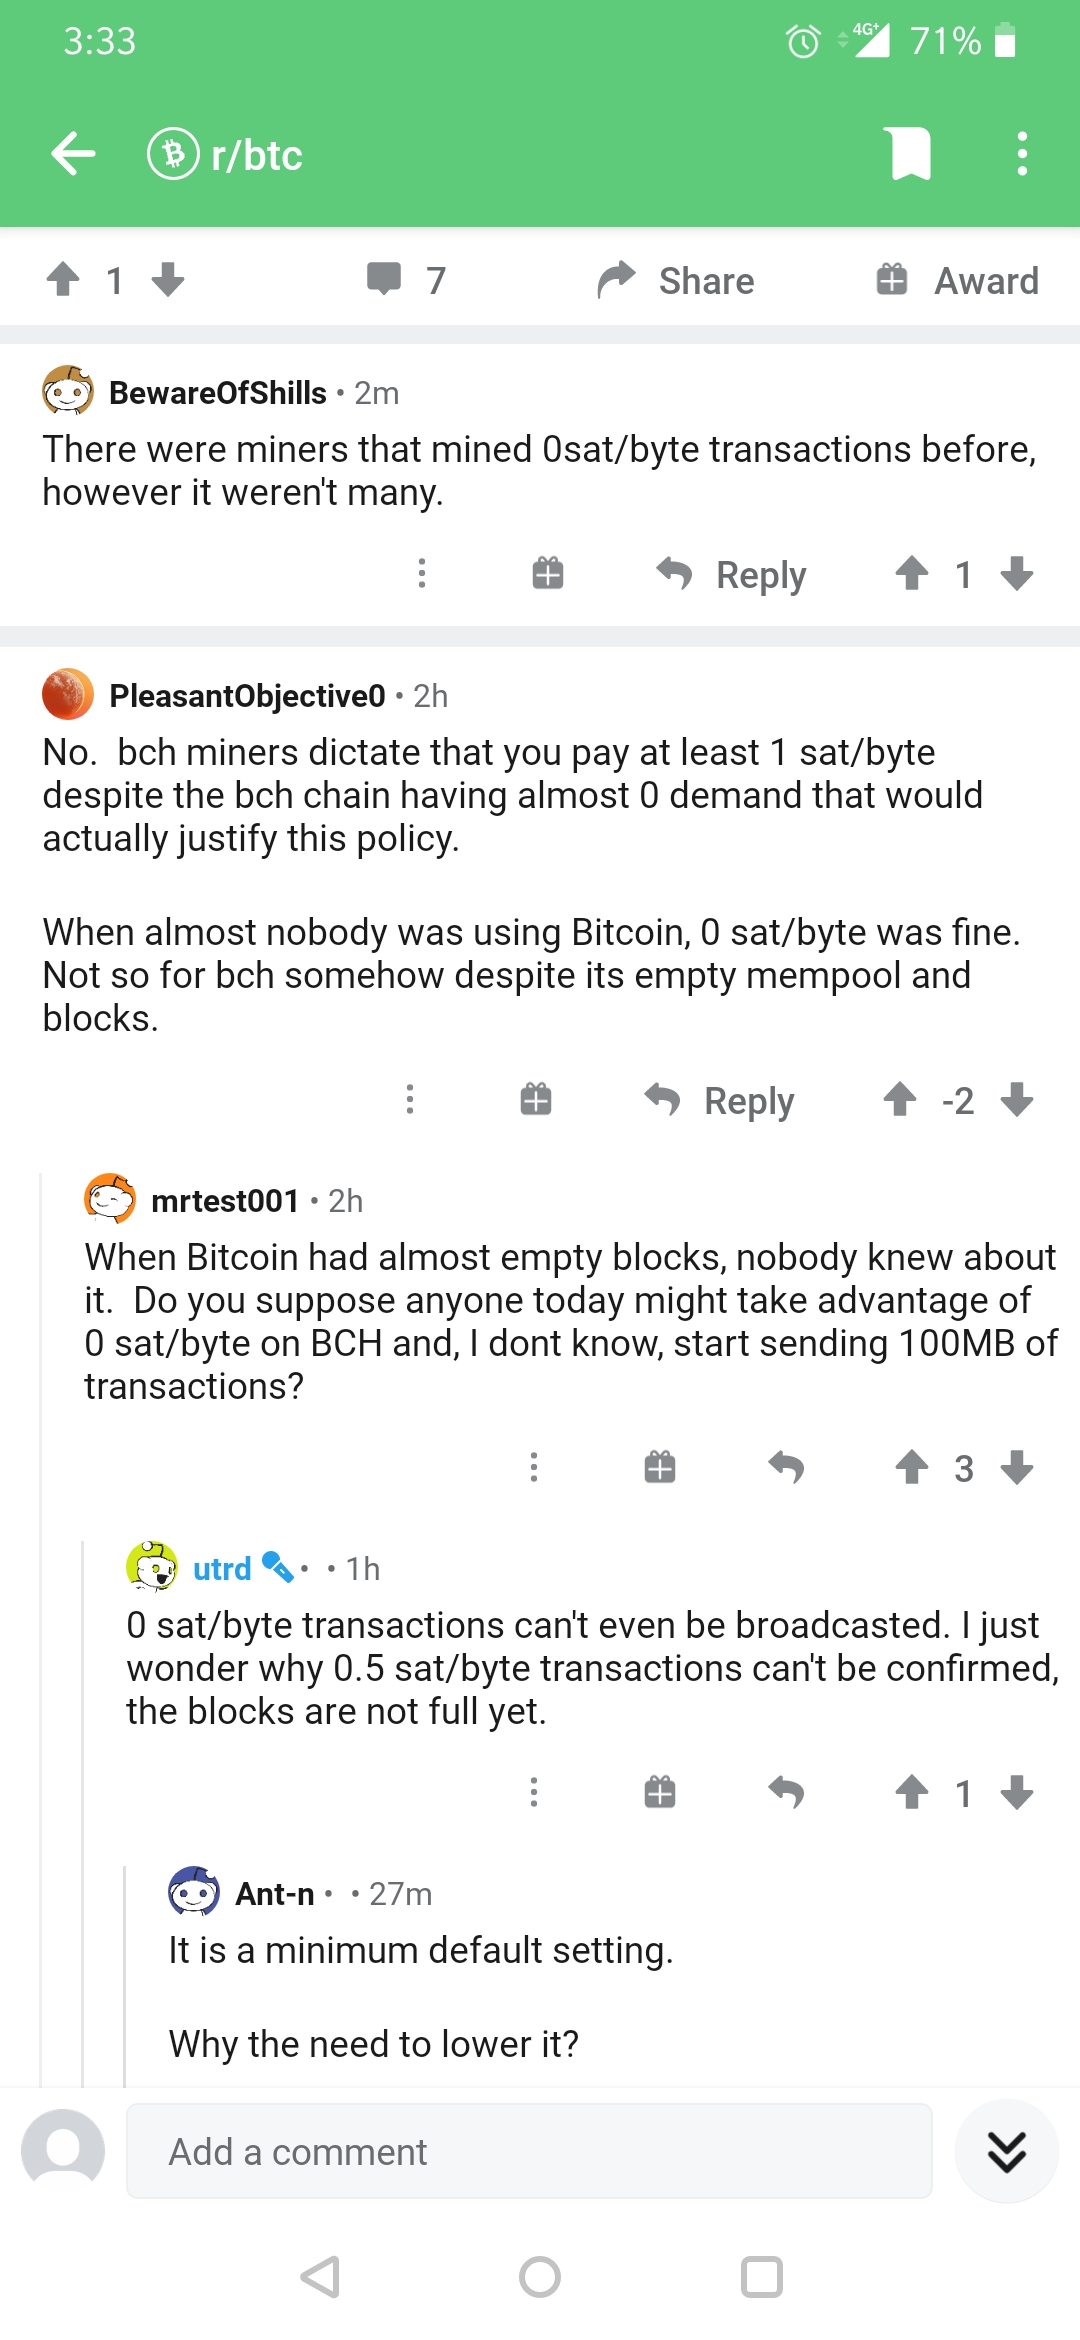 3:33
4G+
71%
r/btc
1
7
Share
Award
BewareOfShills • 2m
There were miners that mined 0sat/byte transactions before,
however it weren't many.
Reply
1
PleasantObjective0 • 2h
No.  bch miners dictate that you pay at least 1 sat/byte
despite the bch chain having almost 0 demand that would
actually justify this policy.
When almost nobody was using Bitcoin, 0 sat/byte was fine.
Not so for bch somehow despite its empty mempool and
blocks.
Reply
-2
mrtest001 • 2h
When Bitcoin had almost empty blocks, nobody knew about
it.  Do you suppose anyone today might take advantage of
0 sat/byte on BCH and, I dont know, start sending 100MB of
transactions?
3
utrd • • 1h
0 sat/byte transactions can't even be broadcasted. I just
wonder why 0.5 sat/byte transactions can't be confirmed,
the blocks are not full yet.
1
Ant-n • • 27m
It is a minimum default setting.
Why the need to lower it?
Add a comment